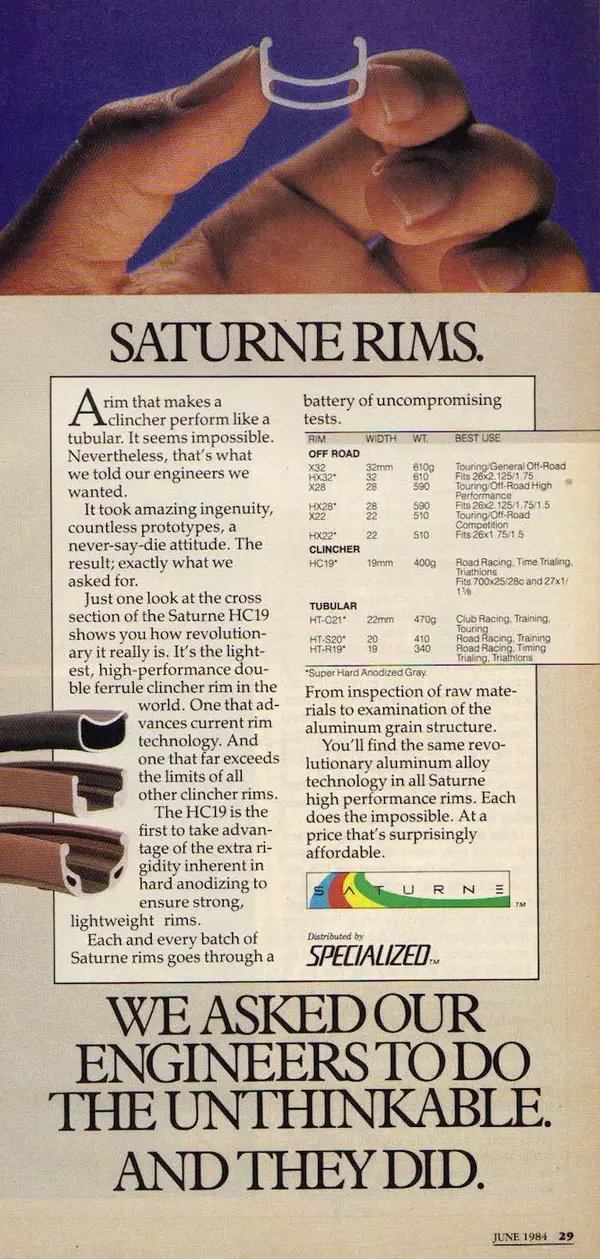 SATURNE RIMS.
A rim that makes a
clincher perform like a
tubular. It seems impossible.
Nevertheless, that's what
we told our engineers we
wanted.
It took amazing ingenuity,
countless prototypes, a
never-say-die attitude. The
result; exactly what we
asked for.
Just one look at the cross
section of the Saturne HC19
shows you how revolution-
ary it really is. It's the light-
est, high-performance dou-
ble ferrule clincher rim in the
world. One that ad-
vances current rim
technology. And
one that far exceeds
the limits of all
other clincher rims.
The HC19 is the
first to take advan-
tage of the extra ri-
gidity inherent in
hard anodizing to
ensure strong,
lightweight rims.
Each and every batch of
Saturne rims goes through a
battery of uncompromising
tests.
RIM WIDTH WT. BEST USE
OFF ROAD
X32 32mm 610g Touring/General Off-Road
HX32* 32 610 Fits 26x2.125/1.75
X28 28 590 Touring/Off-Road High
Performance
HX28* 28 590 Fits 26x2.125/1.75/1.5
X22 22 510 Touring/Off-Road
Competition
HX22* 22 510 Fits 26x1.75/1.5
CLINCHER
HC19* 19mm 400g Road Racing, Time Trialing,
Triathlons
Fits 700x25/28c and 27x1/
1⅛
TUBULAR
HT-C21* 22mm 470g Club Racing, Training,
Touring
HT-S20* 20 410 Road Racing, Training
HT-R19* 19 340 Road Racing, Timing
Trialing, Triathlons
*Super Hard Anodized Gray.
From inspection of raw mate-
rials to examination of the
aluminum grain structure.
You'll find the same revo-
lutionary aluminum alloy
technology in all Saturne
high performance rims. Each
does the impossible. At a
price that's surprisingly
affordable.
SATURNE TM
Distributed by
SPECIALIZED TM
WE ASKED OUR
ENGINEERS TO DO
THE UNTHINKABLE.
AND THEY DID.
JUNE 1984 29